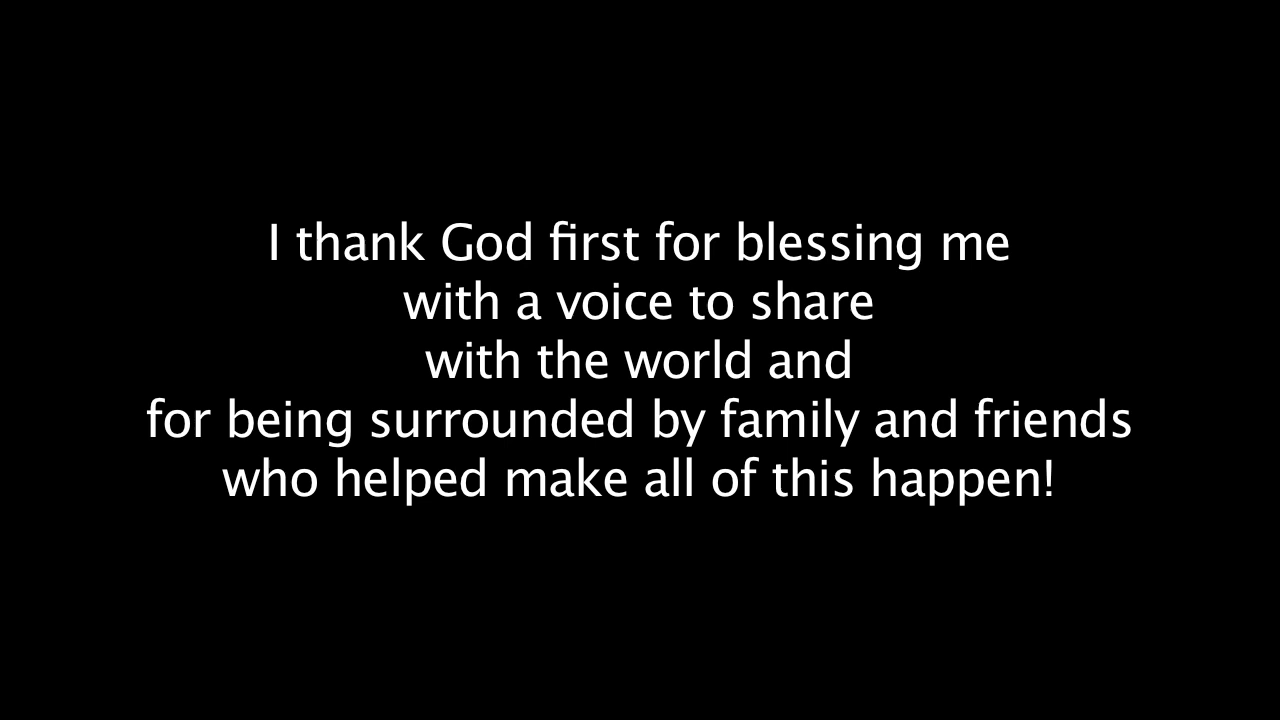 I thank God first for blessing me
with a voice to share
with the world and
for being surrounded by family and friends
who helped make all of this happen!